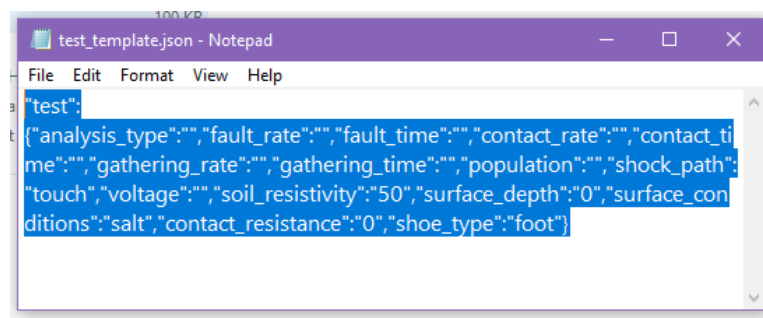 100 KB
test_template.json - Notepad
File Edit Format View Help
"test":
{"analysis_type":"","fault_rate":"","fault_time":"","contact_rate":"","contact_ti
me":"","gathering_rate":"","gathering_time":"","population":"","shock_path":
"touch","voltage":"","soil_resistivity":"50","surface_depth":"0","surface_con
ditions":"salt","contact_resistance":"0","shoe_type":"foot"}